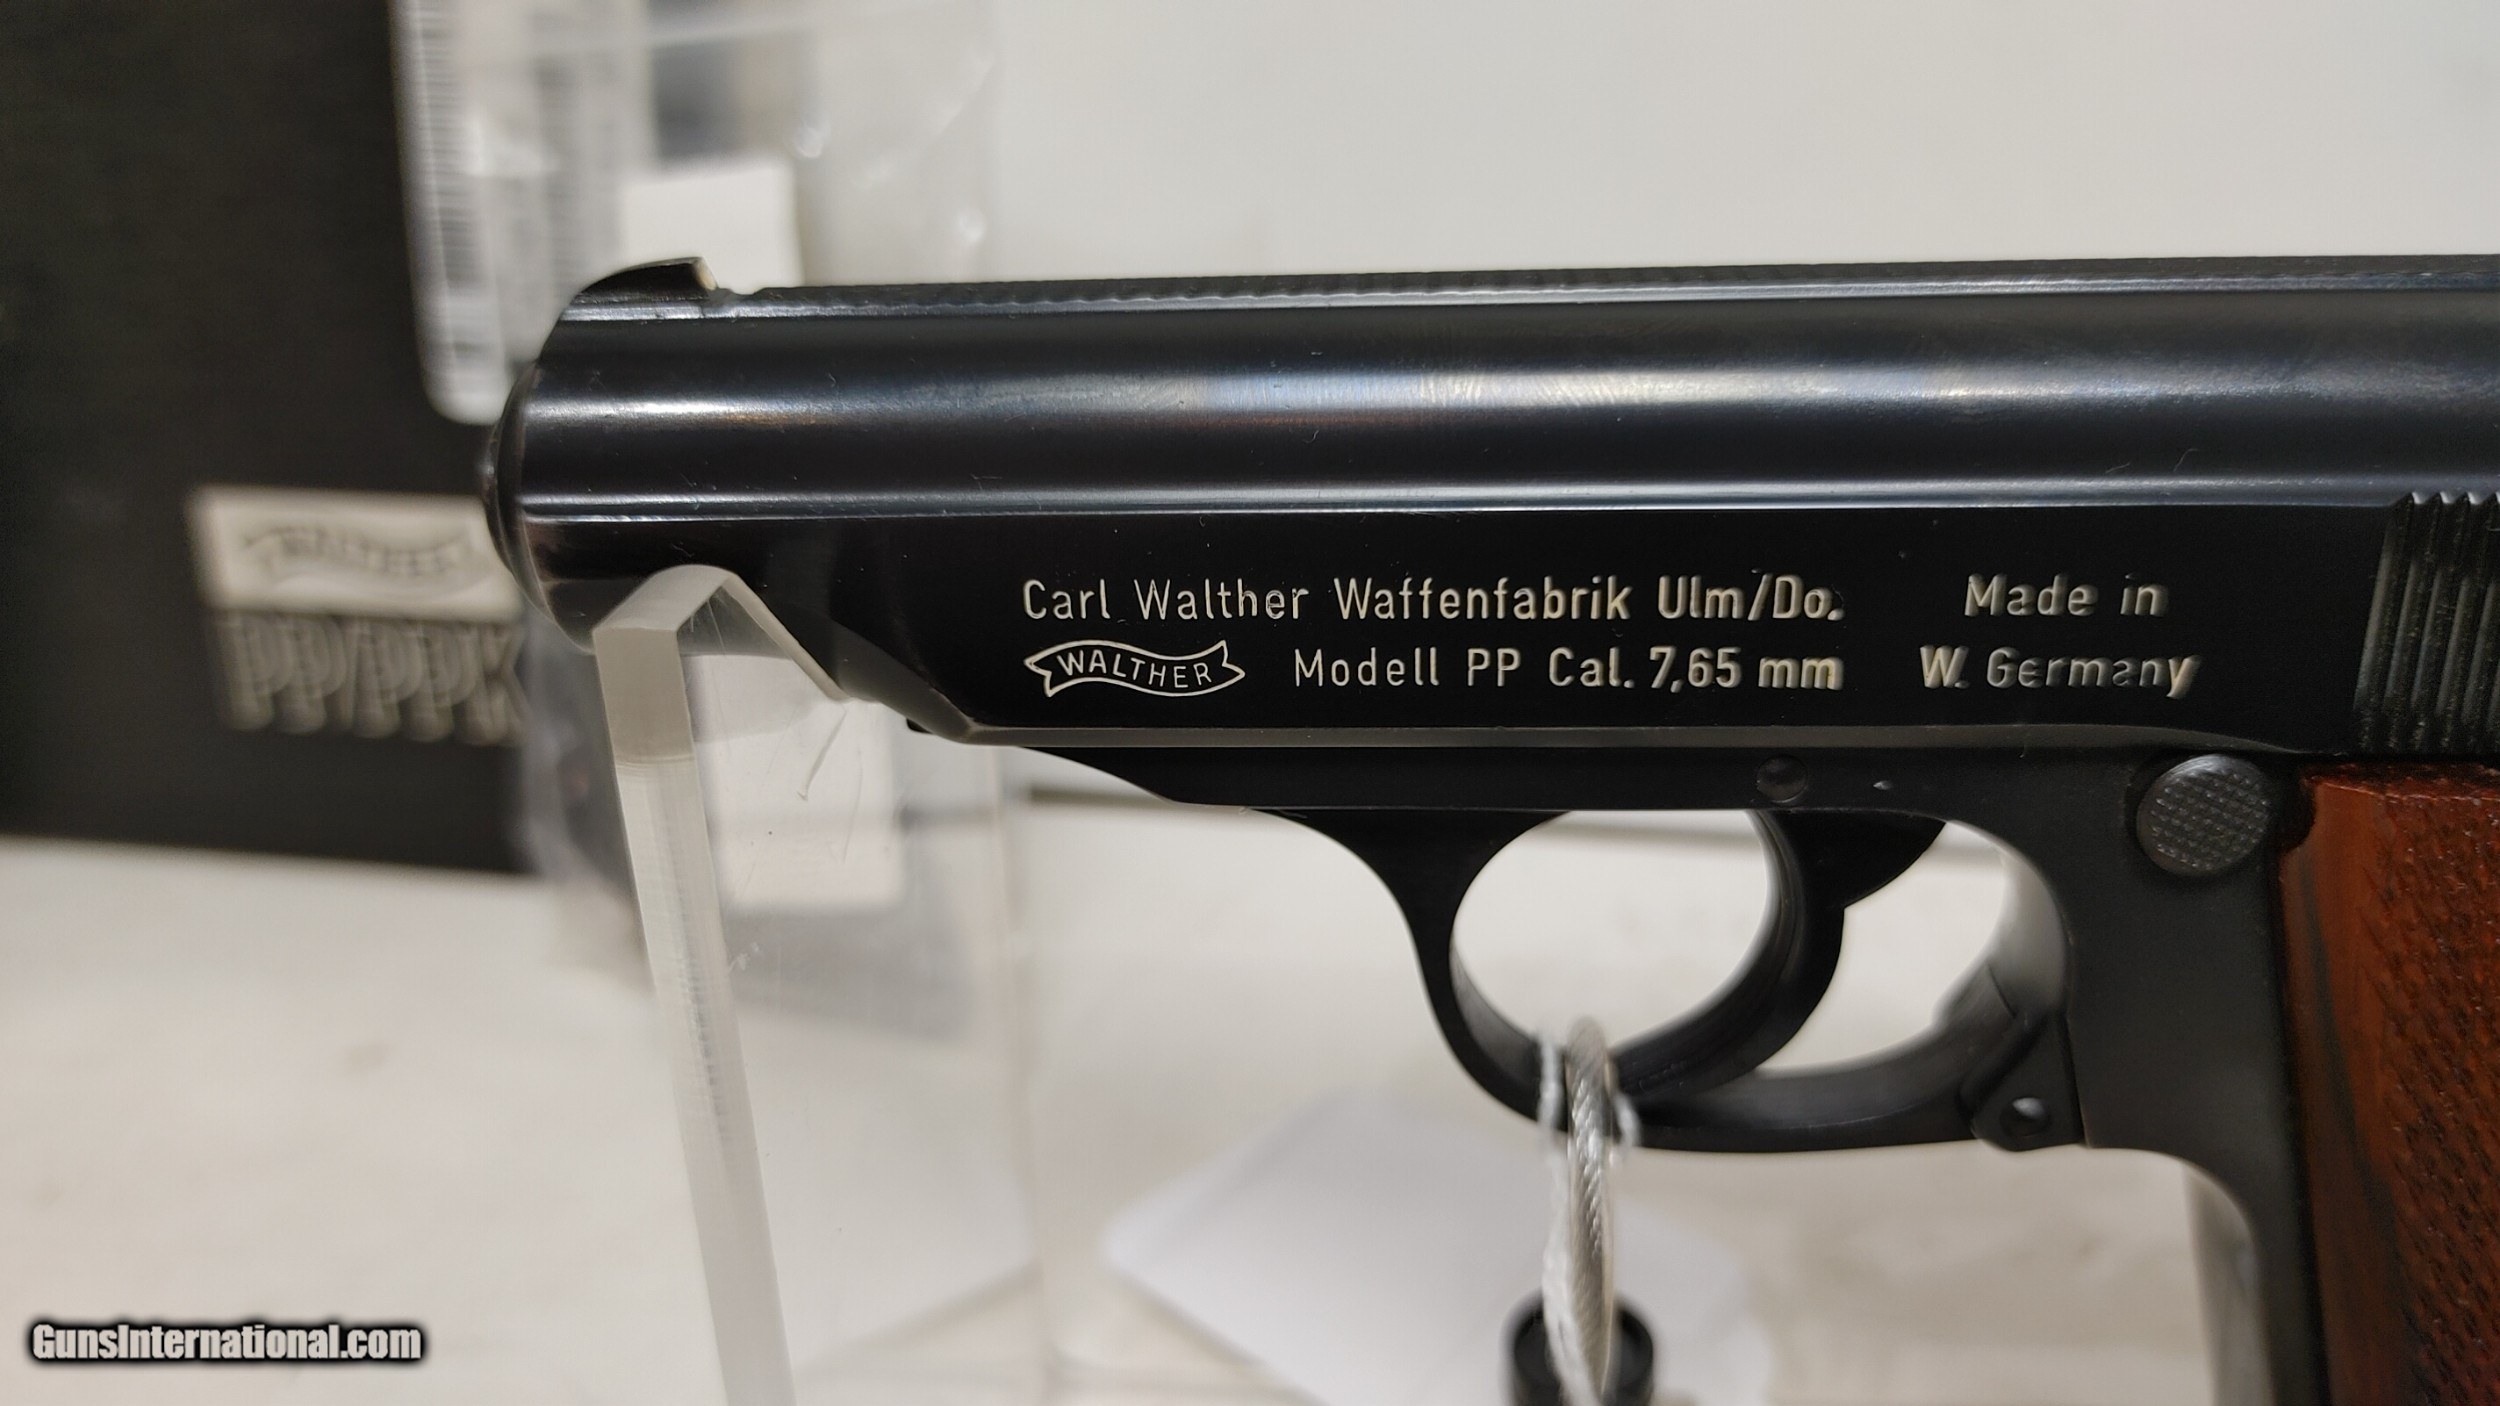 WALTHER
PP/PPK
Carl Walther Waffenfabrik Ulm/Do.
WALTHER Modell PP Cal. 7,65 mm
Made in
W. Germany
GunsInternational.com